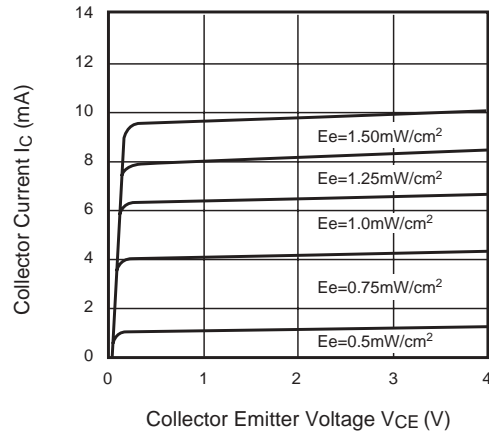 14
12
10
8
6
4
2
0
Collector Current IC (mA)
Ee=1.50mW/cm²
Ee=1.25mW/cm²
Ee=1.0mW/cm²
Ee=0.75mW/cm²
Ee=0.5mW/cm²
0 1 2 3 4
Collector Emitter Voltage VCE (V)